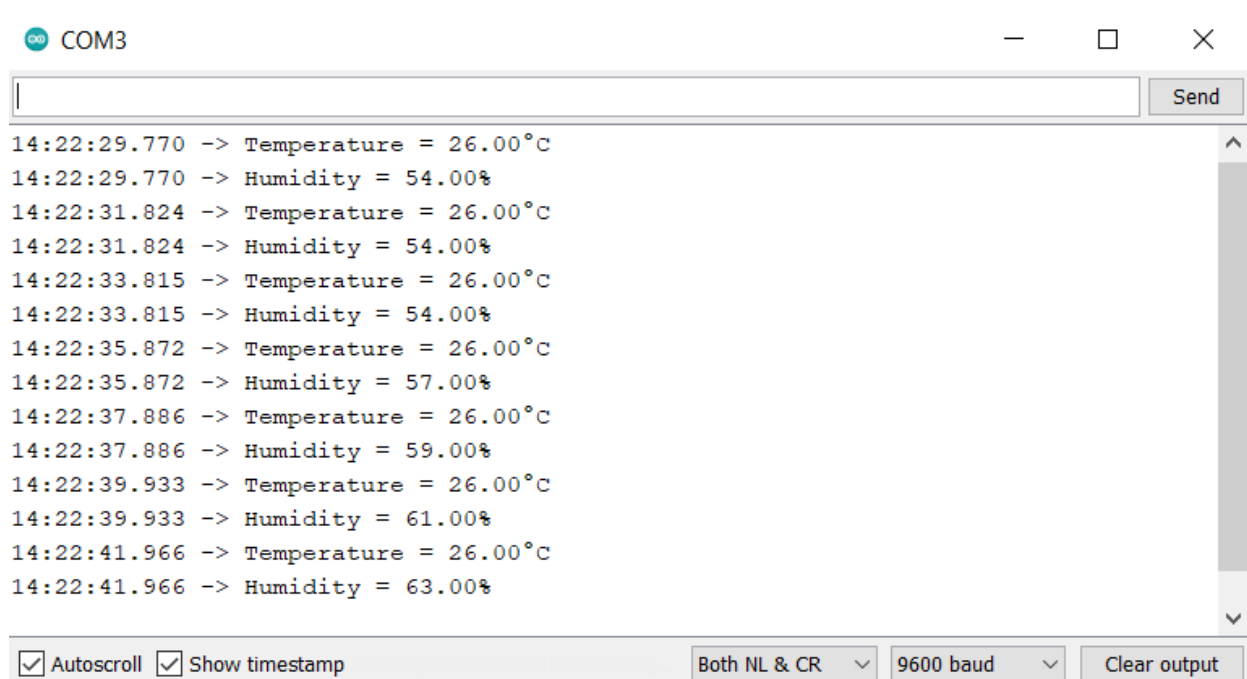 COM3
Send
14:22:29.770 -> Temperature = 26.00°C
14:22:29.770 -> Humidity = 54.00%
14:22:31.824 -> Temperature = 26.00°C
14:22:31.824 -> Humidity = 54.00%
14:22:33.815 -> Temperature = 26.00°C
14:22:33.815 -> Humidity = 54.00%
14:22:35.872 -> Temperature = 26.00°C
14:22:35.872 -> Humidity = 57.00%
14:22:37.886 -> Temperature = 26.00°C
14:22:37.886 -> Humidity = 59.00%
14:22:39.933 -> Temperature = 26.00°C
14:22:39.933 -> Humidity = 61.00%
14:22:41.966 -> Temperature = 26.00°C
14:22:41.966 -> Humidity = 63.00%
Autoscroll Show timestamp Both NL & CR 9600 baud Clear output